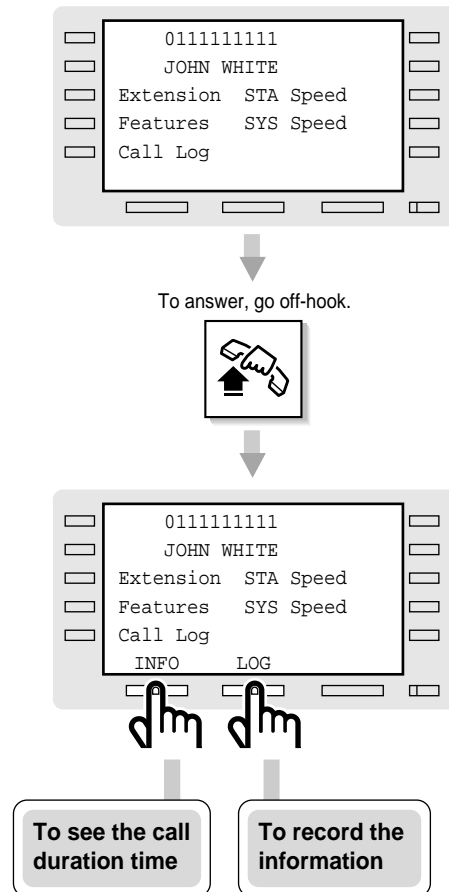 0111111111
JOHN WHITE
Extension STA Speed
Features SYS Speed
Call Log
To answer, go off-hook.
0111111111
JOHN WHITE
Extension STA Speed
Features SYS Speed
Call Log
INFO LOG
To see the call
duration time
To record the
information